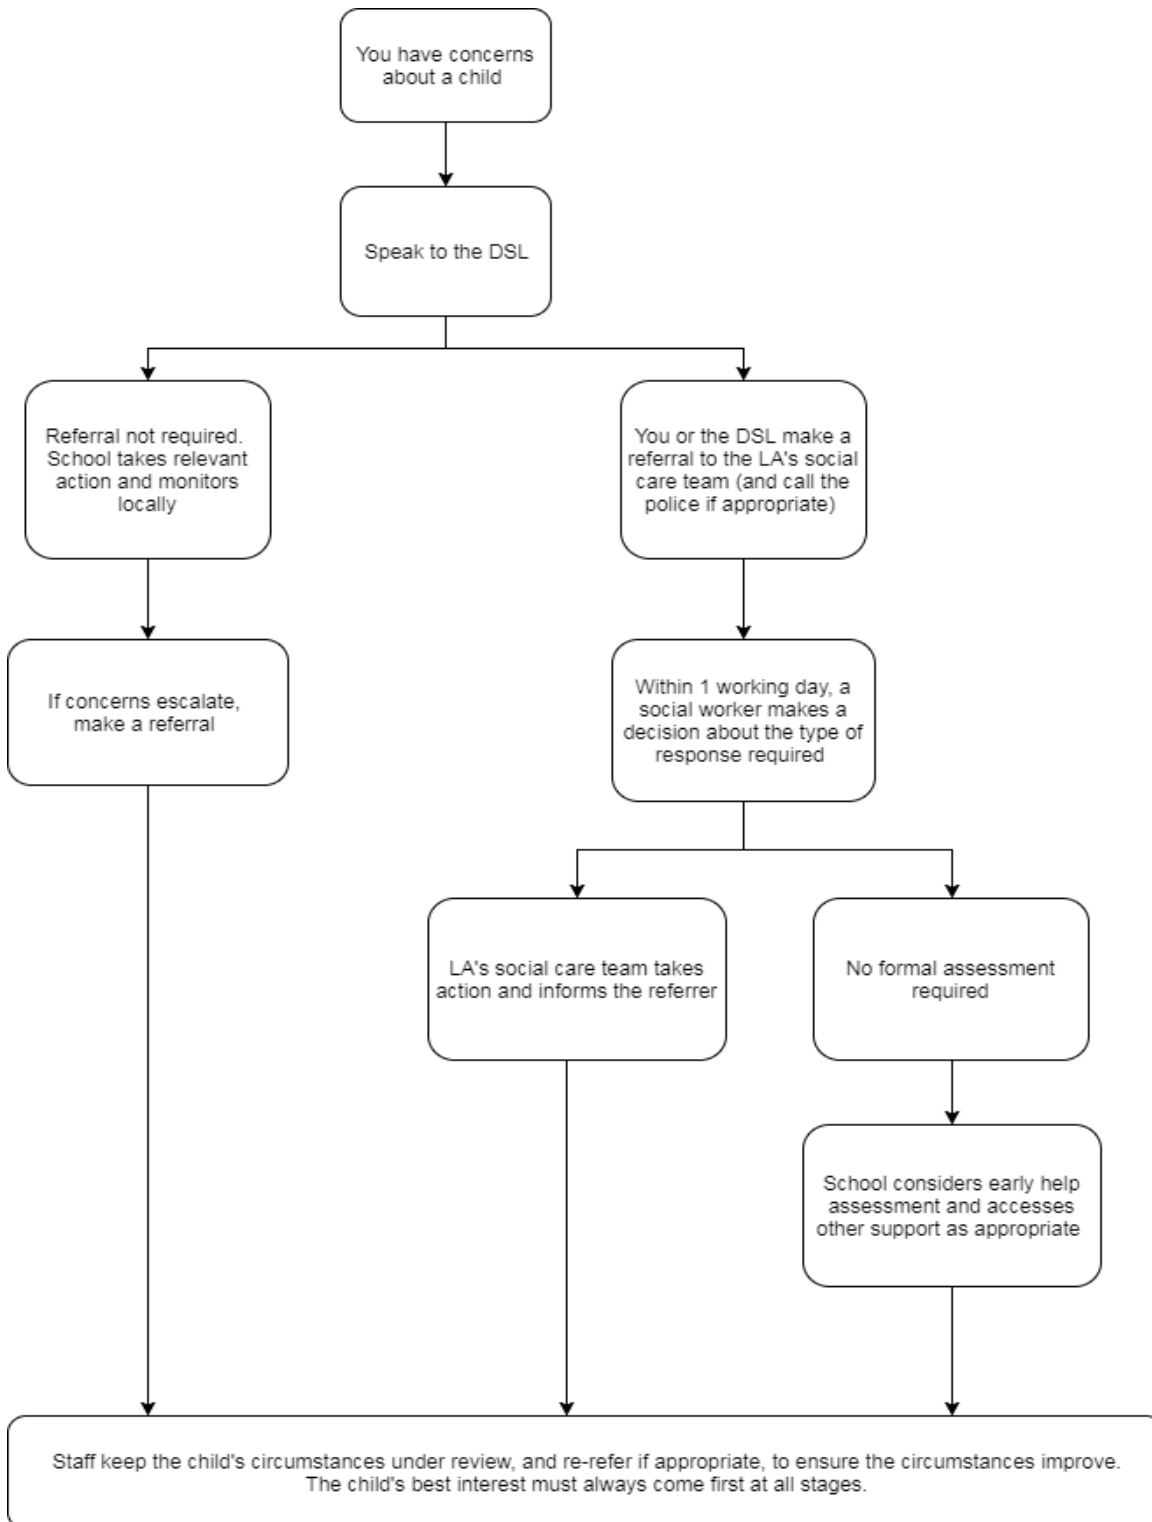 You have concerns
about a child
Speak to the DSL
Referral not required.
School takes relevant
action and monitors
locally
You or the DSL make a
referral to the LA's social
care team (and call the
police if appropriate)
If concerns escalate,
make a referral
Within 1 working day, a
social worker makes a
decision about the type of
response required
LA's social care team takes
action and informs the referrer
No formal assessment
required
School considers early help
assessment and accesses
other support as appropriate
Staff keep the child's circumstances under review, and re-refer if appropriate, to ensure the circumstances improve.
The child's best interest must always come first at all stages.